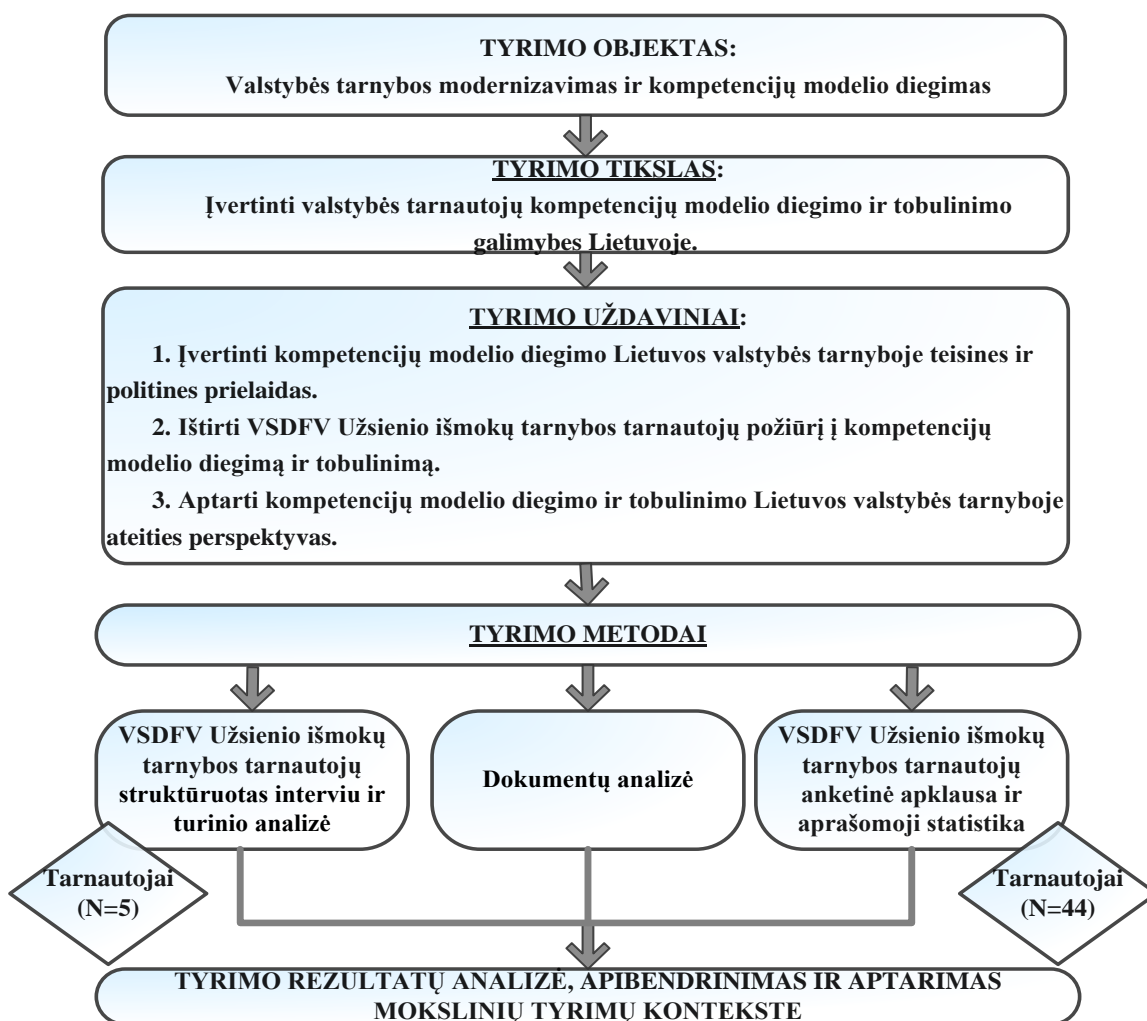 TYRIMO OBJEKTAS:
Valstybės tarnybos modernizavimas ir kompetencijų modelio diegimas
TYRIMO TIKSLAS:
Įvertinti valstybės tarnautojų kompetencijų modelio diegimo ir tobulinimo
galimybes Lietuvoje.
TYRIMO UŽDAVINIAI:
1. Įvertinti kompetencijų modelio diegimo Lietuvos valstybės tarnyboje teisines ir
politines prielaidas.
2. Ištirti VSDFV Užsienio išmokų tarnybos tarnautojų požiūrį į kompetencijų
modelio diegimą ir tobulinimą.
3. Aptarti kompetencijų modelio diegimo ir tobulinimo Lietuvos valstybės tarnyboje
ateities perspektyvas.
TYRIMO METODAI
VSDFV Užsienio išmokų
tarnybos tarnautojų
struktūruotas interviu ir
turinio analizė
Dokumentų analizė
VSDFV Užsienio išmokų
tarnybos tarnautojų
anketinė apklausa ir
aprašomoji statistika
Tarnautojai
(N=5)
Tarnautojai
(N=44)
TYRIMO REZULTATŲ ANALIZĖ, APIBENDRINIMAS IR APTARIMAS
MOKSLINIŲ TYRIMŲ KONTEKSTE